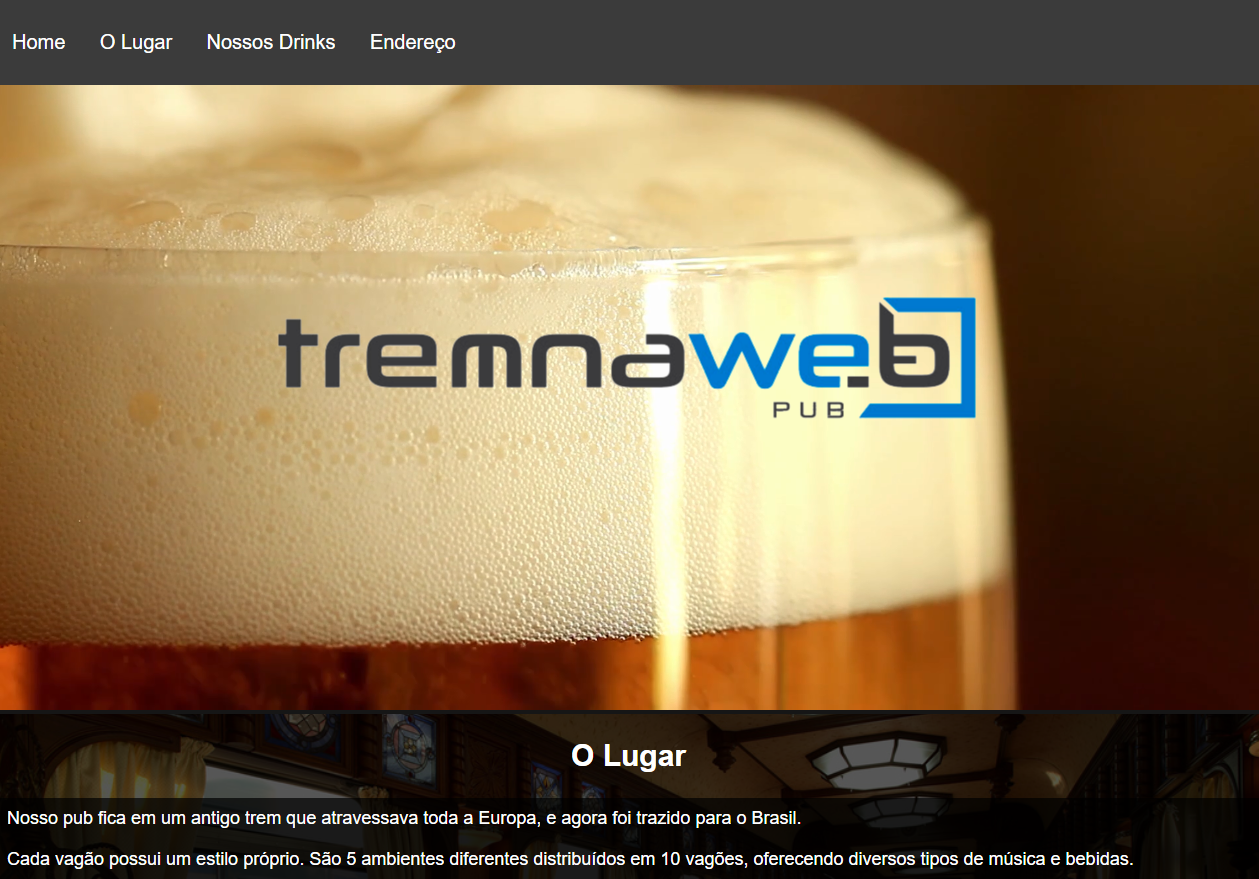 Home O Lugar Nossos Drinks Endereço
tremnaweb
PUB
O Lugar
Nosso pub fica em um antigo trem que atravessava toda a Europa, e agora foi trazido para o Brasil.
Cada vagão possui um estilo próprio. São 5 ambientes diferentes distribuídos em 10 vagões, oferecendo diversos tipos de música e bebidas.